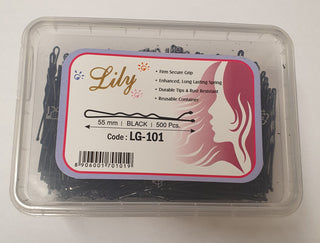 Lily
• Firm Secure Grip
• Enhanced, Long Lasting Spring
• Durable Tips & Rust Resistant
• Reusable Container
55 mm | BLACK | 500 Pcs.
Code : LG-101
8906001701019